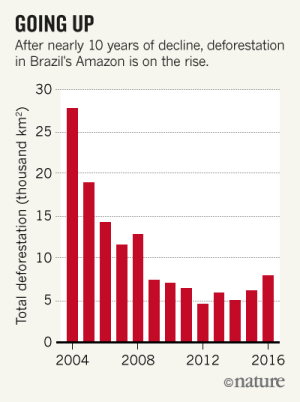 GOING UP
After nearly 10 years of decline, deforestation
in Brazil's Amazon is on the rise.
Total deforestation (thousand km²)
30
25
20
15
10
5
0
2004 2008 2012 2016
©nature